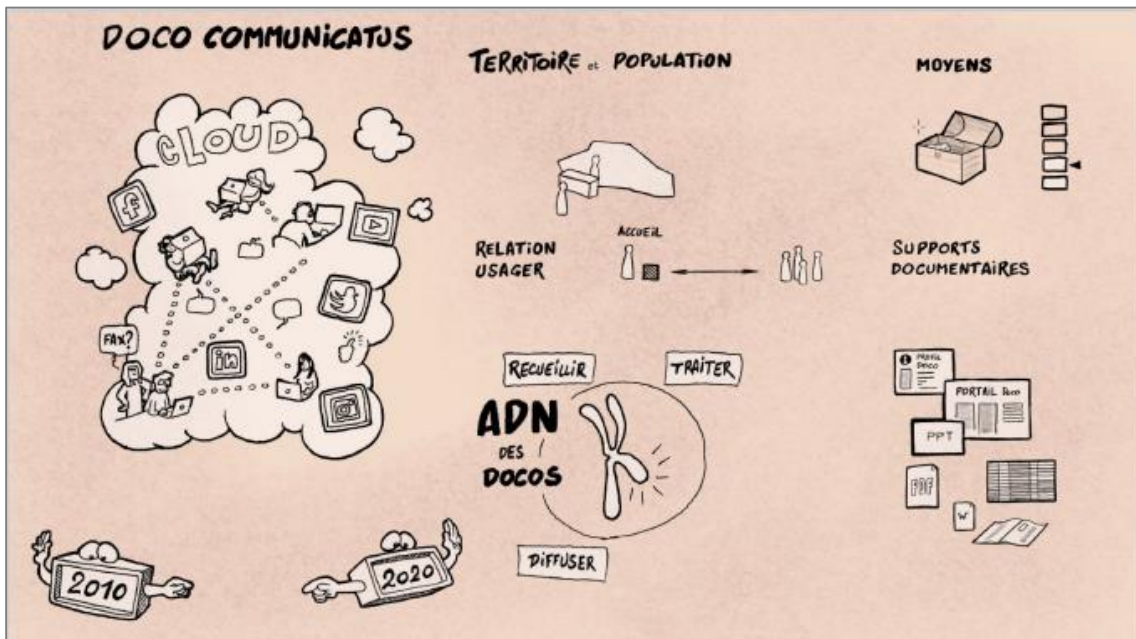 DOCO COMMUNICATUS
CLOUD
f
in
FAX?
2010
2020
TERRITOIRE et POPULATION
RELATION
USAGER
ACCUEIL
RECUEILLIR
TRAITER
ADN
DES
DOCOS
DIFFUSER
MOYENS
SUPPORTS
DOCUMENTAIRES
PROFIL
DOCO
PORTAIL
PPT
PDF
W